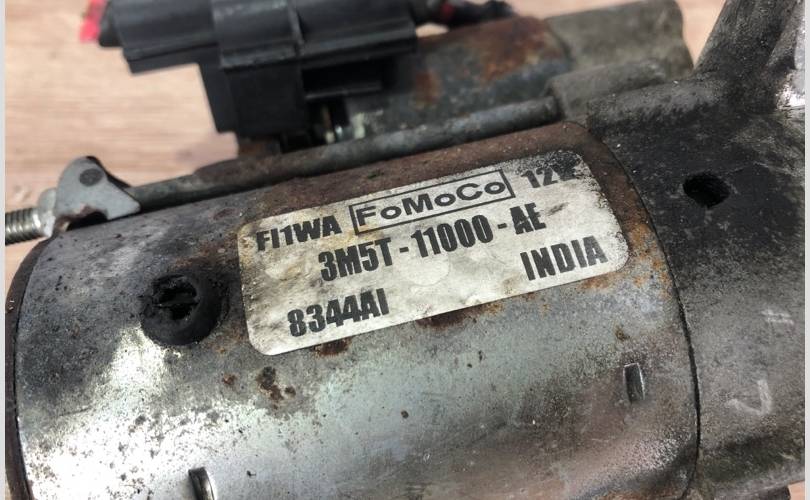 FI1WA FoMoCo 12V
3M5T - 11000 - AE
8344AI INDIA